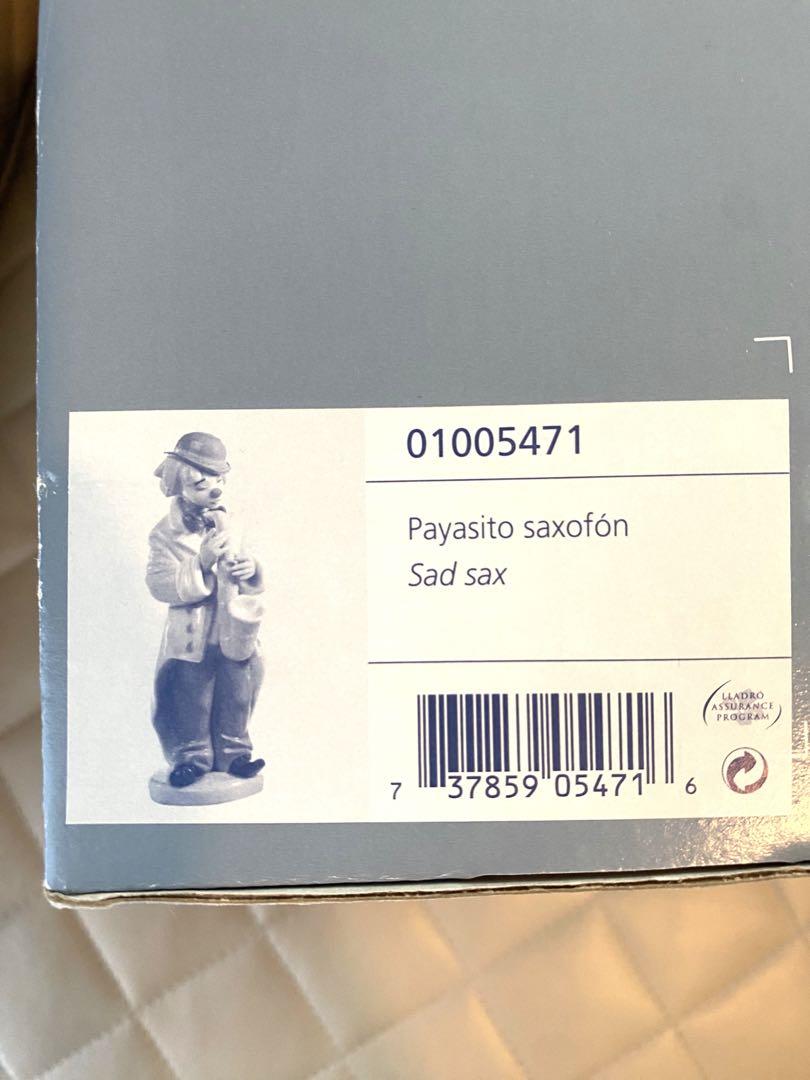 01005471
Payasito saxofón
Sad sax
LLADRÓ
ASSURANCE
PROGRAM
7 37859 05471 6